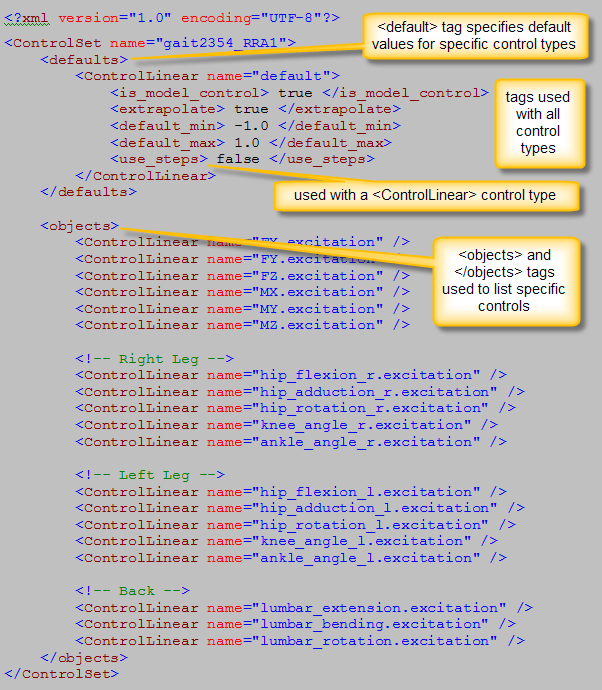 <?xml version="1.0" encoding="UTF-8"?>
<ControlSet name="gait2354_RRA1">
<defaults>
<ControlLinear name="default">
<is_model_control> true </is_model_control>
<extrapolate> true </extrapolate>
<default_min> -1.0 </default_min>
<default_max> 1.0 </default_max>
<use_steps> false </use_steps>
</ControlLinear>
</defaults>
<default> tag specifies default
values for specific control types
tags used
with all
control
types
used with a <ControlLinear> control type
<objects>
<ControlLinear name="FX.excitation" />
<ControlLinear name="FY.excitation" />
<ControlLinear name="FZ.excitation" />
<ControlLinear name="MX.excitation" />
<ControlLinear name="MY.excitation" />
<ControlLinear name="MZ.excitation" />
<objects> and
</objects> tags
used to list specific
controls
<!-- Right Leg -->
<ControlLinear name="hip_flexion_r.excitation" />
<ControlLinear name="hip_adduction_r.excitation" />
<ControlLinear name="hip_rotation_r.excitation" />
<ControlLinear name="knee_angle_r.excitation" />
<ControlLinear name="ankle_angle_r.excitation" />
<!-- Left Leg -->
<ControlLinear name="hip_flexion_l.excitation" />
<ControlLinear name="hip_adduction_l.excitation" />
<ControlLinear name="hip_rotation_l.excitation" />
<ControlLinear name="knee_angle_l.excitation" />
<ControlLinear name="ankle_angle_l.excitation" />
<!-- Back -->
<ControlLinear name="lumbar_extension.excitation" />
<ControlLinear name="lumbar_bending.excitation" />
<ControlLinear name="lumbar_rotation.excitation" />
</objects>
</ControlSet>